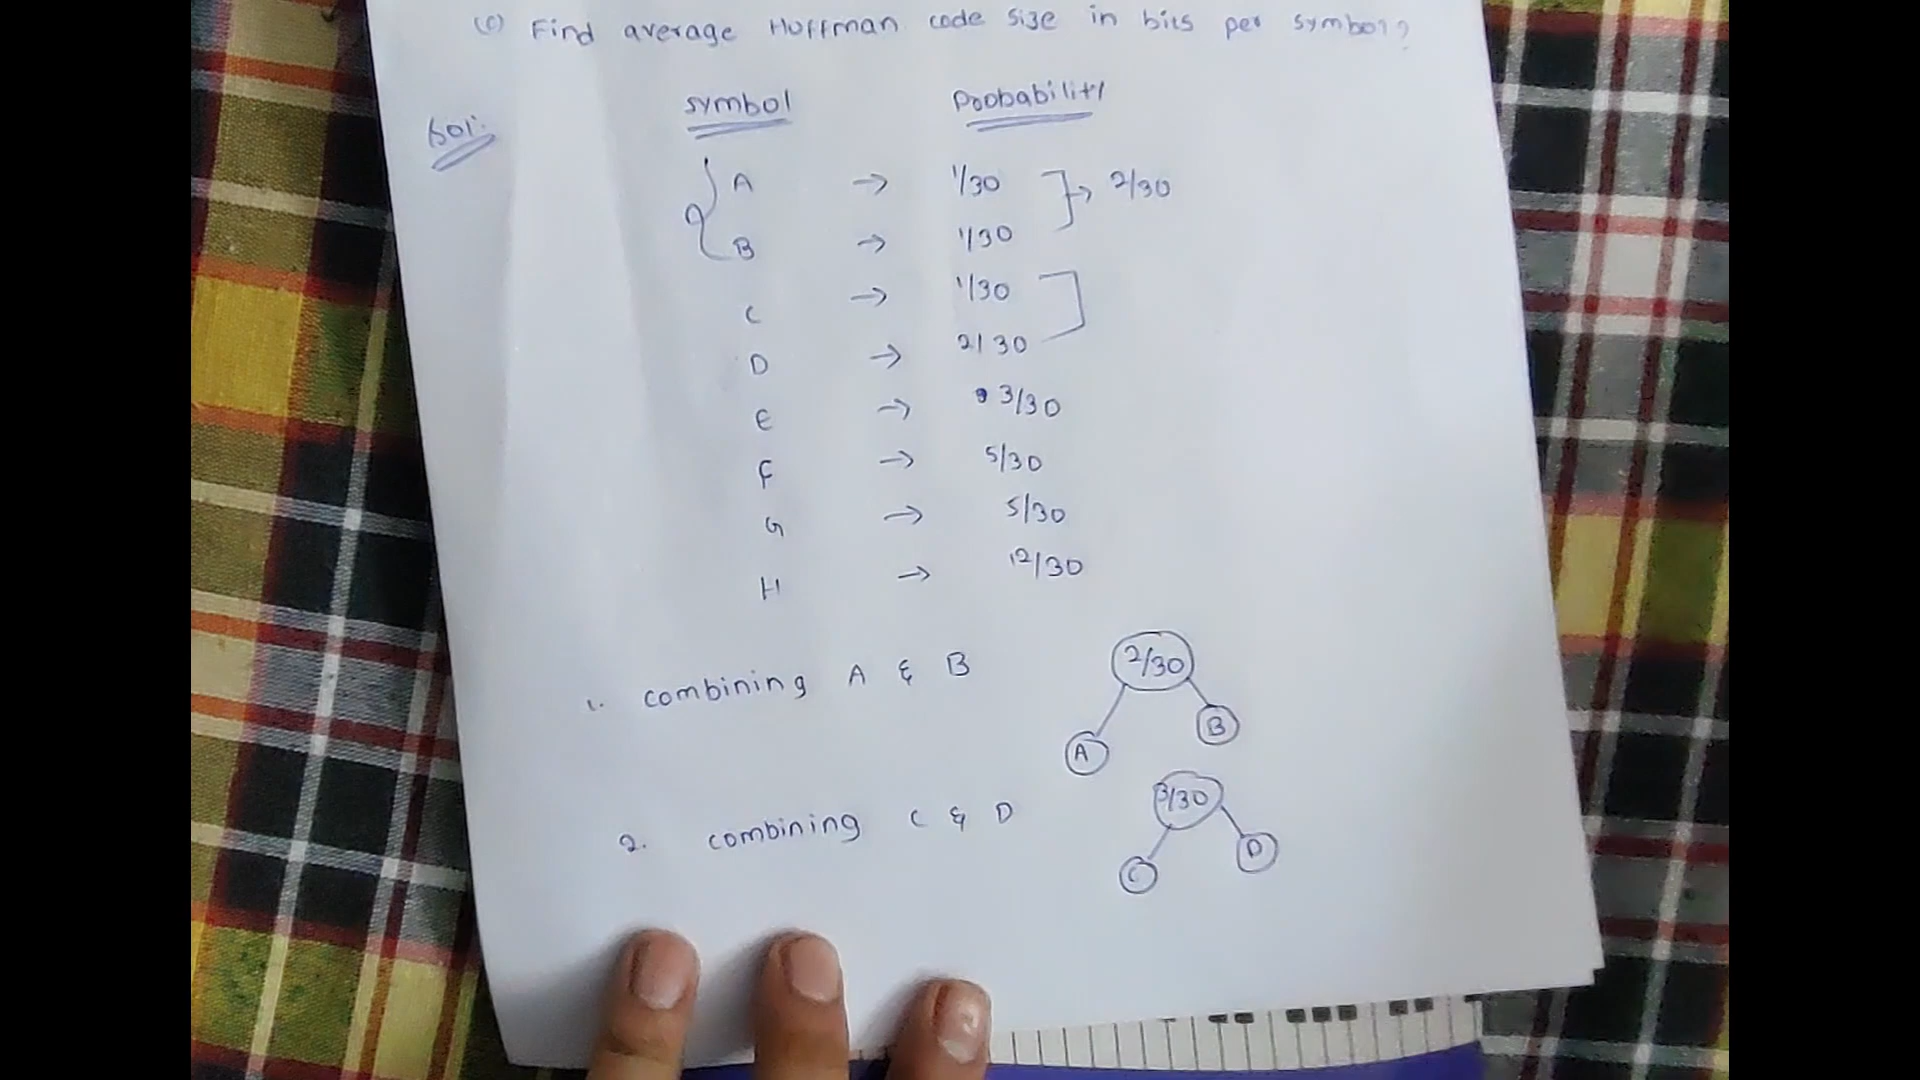 (c) Find average Huffman code size in bits per symbol?
Sol:
symbol Probability
A → 1/30 → 2/30
B → 1/30
C → 1/30
D → 2/30
E → 3/30
F → 5/30
G → 5/30
H → 12/30
1. combining A & B
2/30
A B
2. combining C & D
3/30
C D